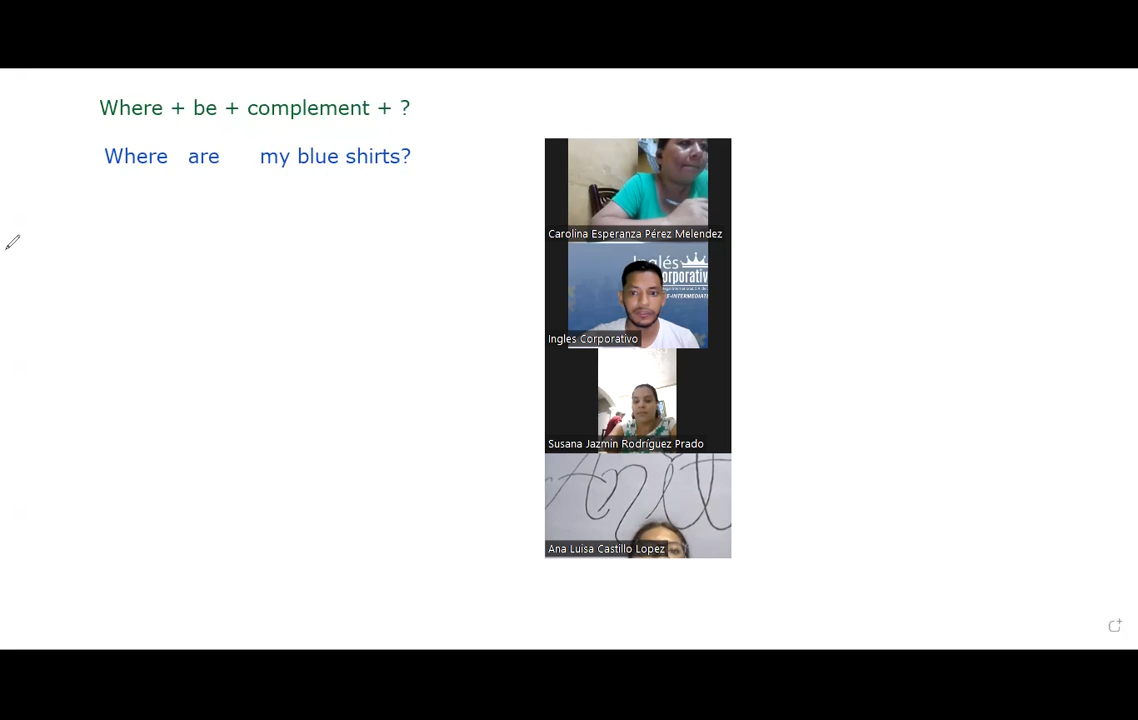 Where + be + complement + ?
Where are my blue shirts?
Carolina Esperanza Pérez Melendez
Inglés
Ingles Corporativo
Susana Jazmin Rodríguez Prado
Ana Luisa Castillo Lopez